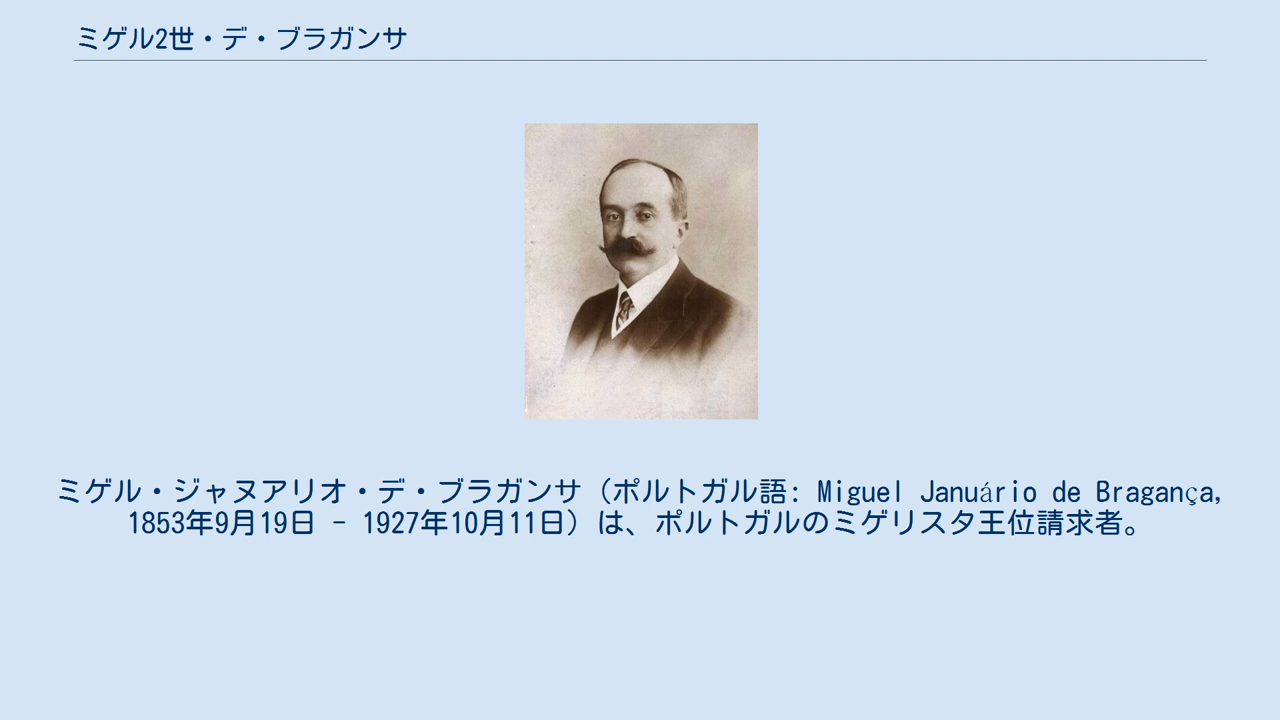 ミゲル2世・デ・ブラガンサ
ミゲル・ジャヌアリオ・デ・ブラガンサ（ポルトガル語: Miguel Januário de Bragança,
1853年9月19日 - 1927年10月11日）は、ポルトガルのミゲリスタ王位請求者。